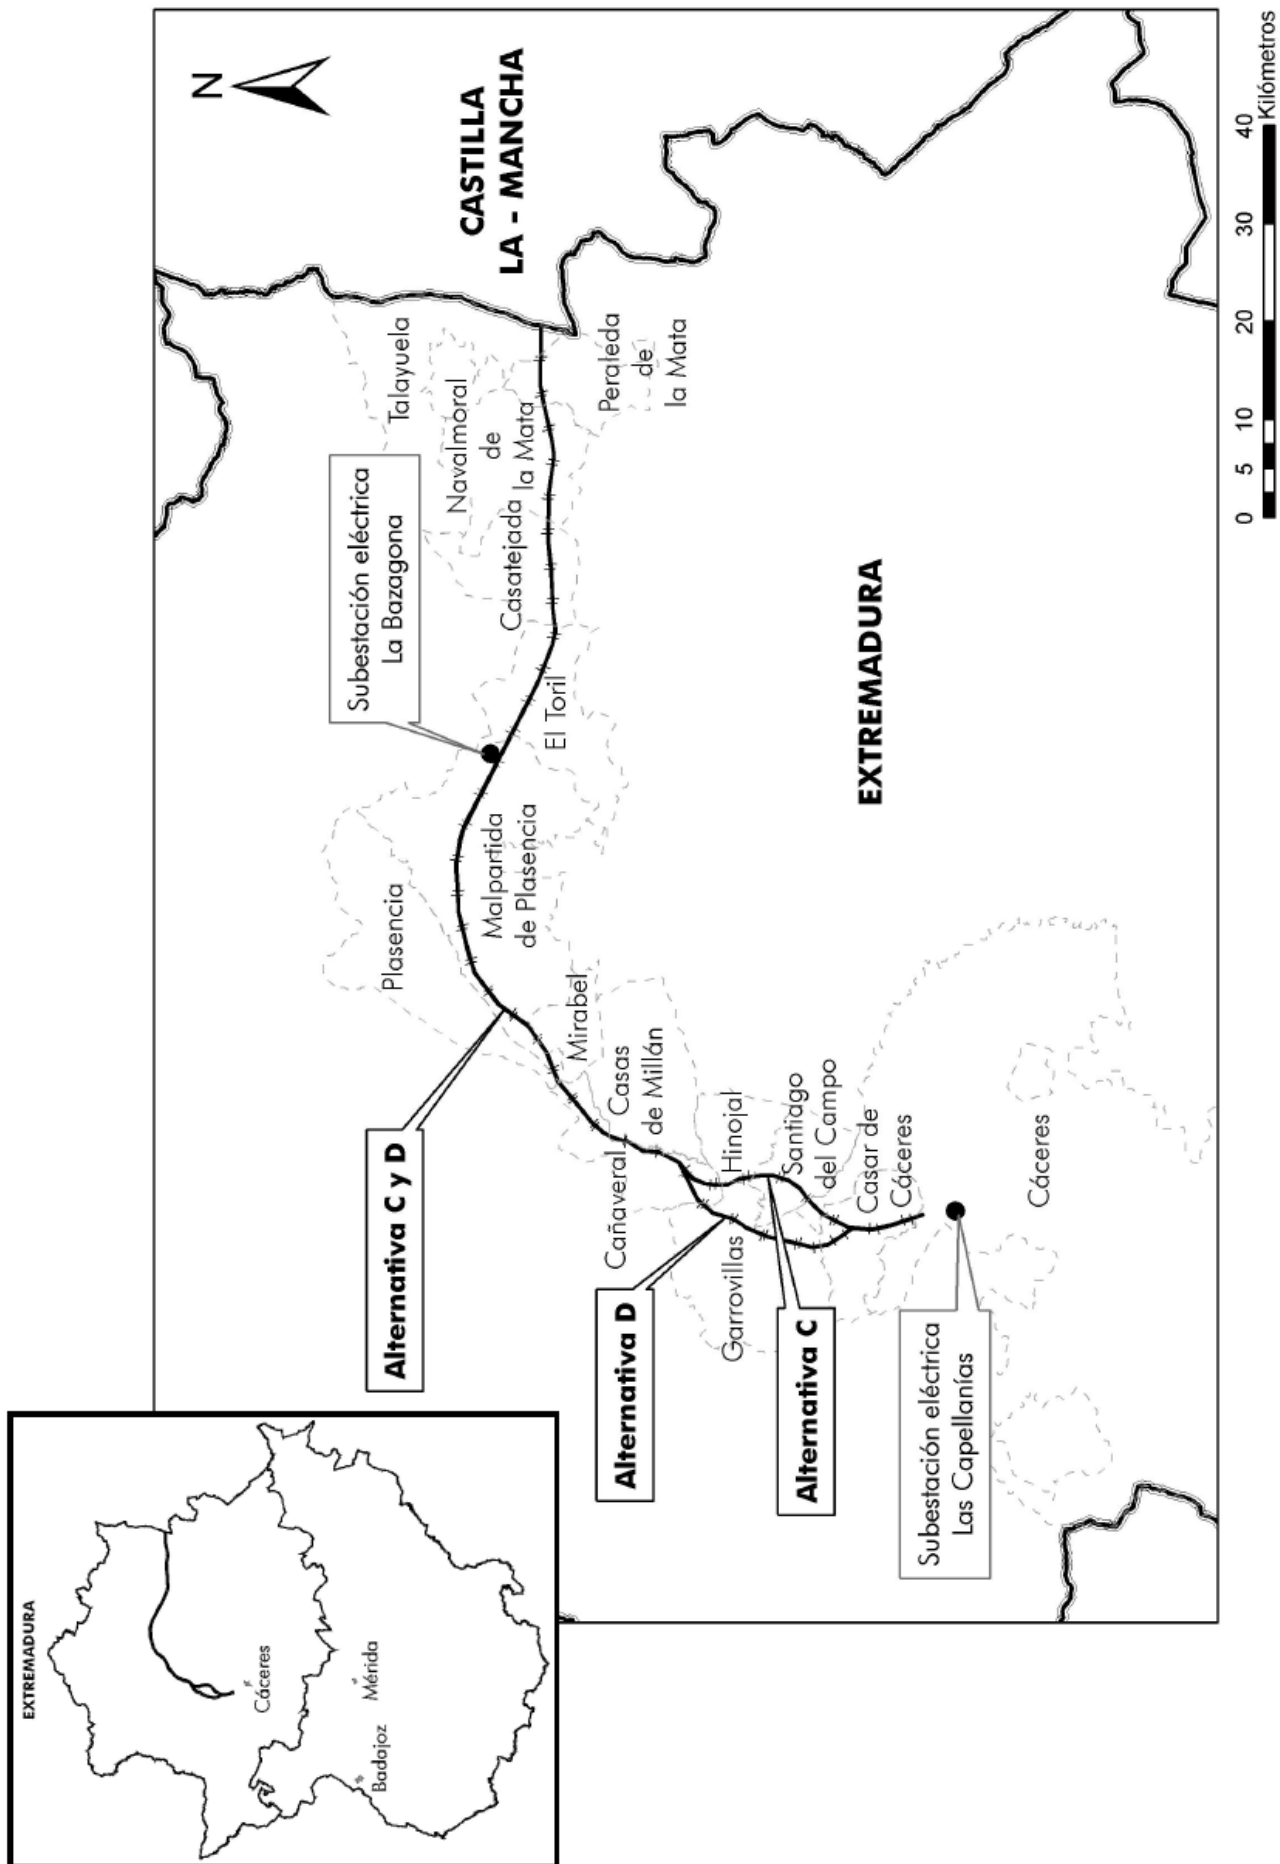 EXTREMADURA
Cáceres
Mérida
Badajoz
N
CASTILLA
LA - MANCHA
Talayuela
Navalmoral
de
la Mata
Peraleda
de
la Mata
Casatejada
Subestación eléctrica
La Bazagona
El Toril
Plasencia
Malpartida
de Plasencia
Mirabel
Alternativa C y D
Casas
de Millán
Cañaveral
Hinojal
Santiago
del Campo
Alternativa D
Garrovillas
Casar de
Cáceres
Alternativa C
Cáceres
Subestación eléctrica
Las Capellanías
EXTREMADURA
0 5 10 20 30 40
Kilómetros